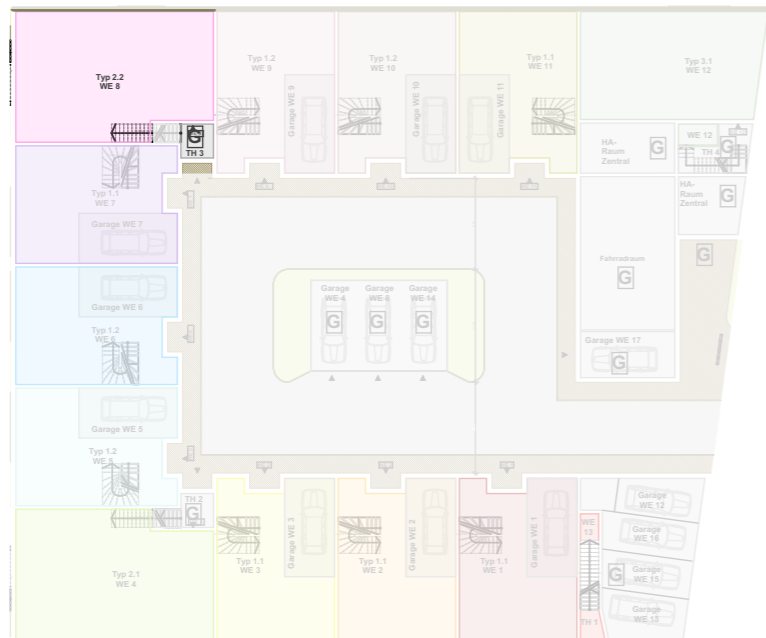 Typ 1.2
WE 9
Typ 1.2
WE 10
Typ 1.1
WE 11
Typ 3.1
WE 12
Typ 2.2
WE 8
Garage WE 9
Garage WE 10
Garage WE 11
G
TH 3
HA-
Raum
Zentral
G
WE 12
TH 4
G
Typ 1.1
WE 7
HA-
Raum
Zentral
G
Garage WE 7
G
Fahrradraum
G
Garage WE 6
Garage
WE 4
Garage
Garage
WE 14
G
G
G
Typ 1.2
WE 6
Garage WE 17
G
Garage WE 5
Typ 1.2
WE 5
TH 2
G
Typ 2.1
WE 4
Typ 1.1
WE 3
Garage WE 3
Typ 1.1
WE 2
Garage WE 2
Typ 1.1
WE 1
Garage WE 1
WE
13
TH 1
Garage
WE 12
Garage
WE 16
G
Garage
WE 15
Garage
WE 13